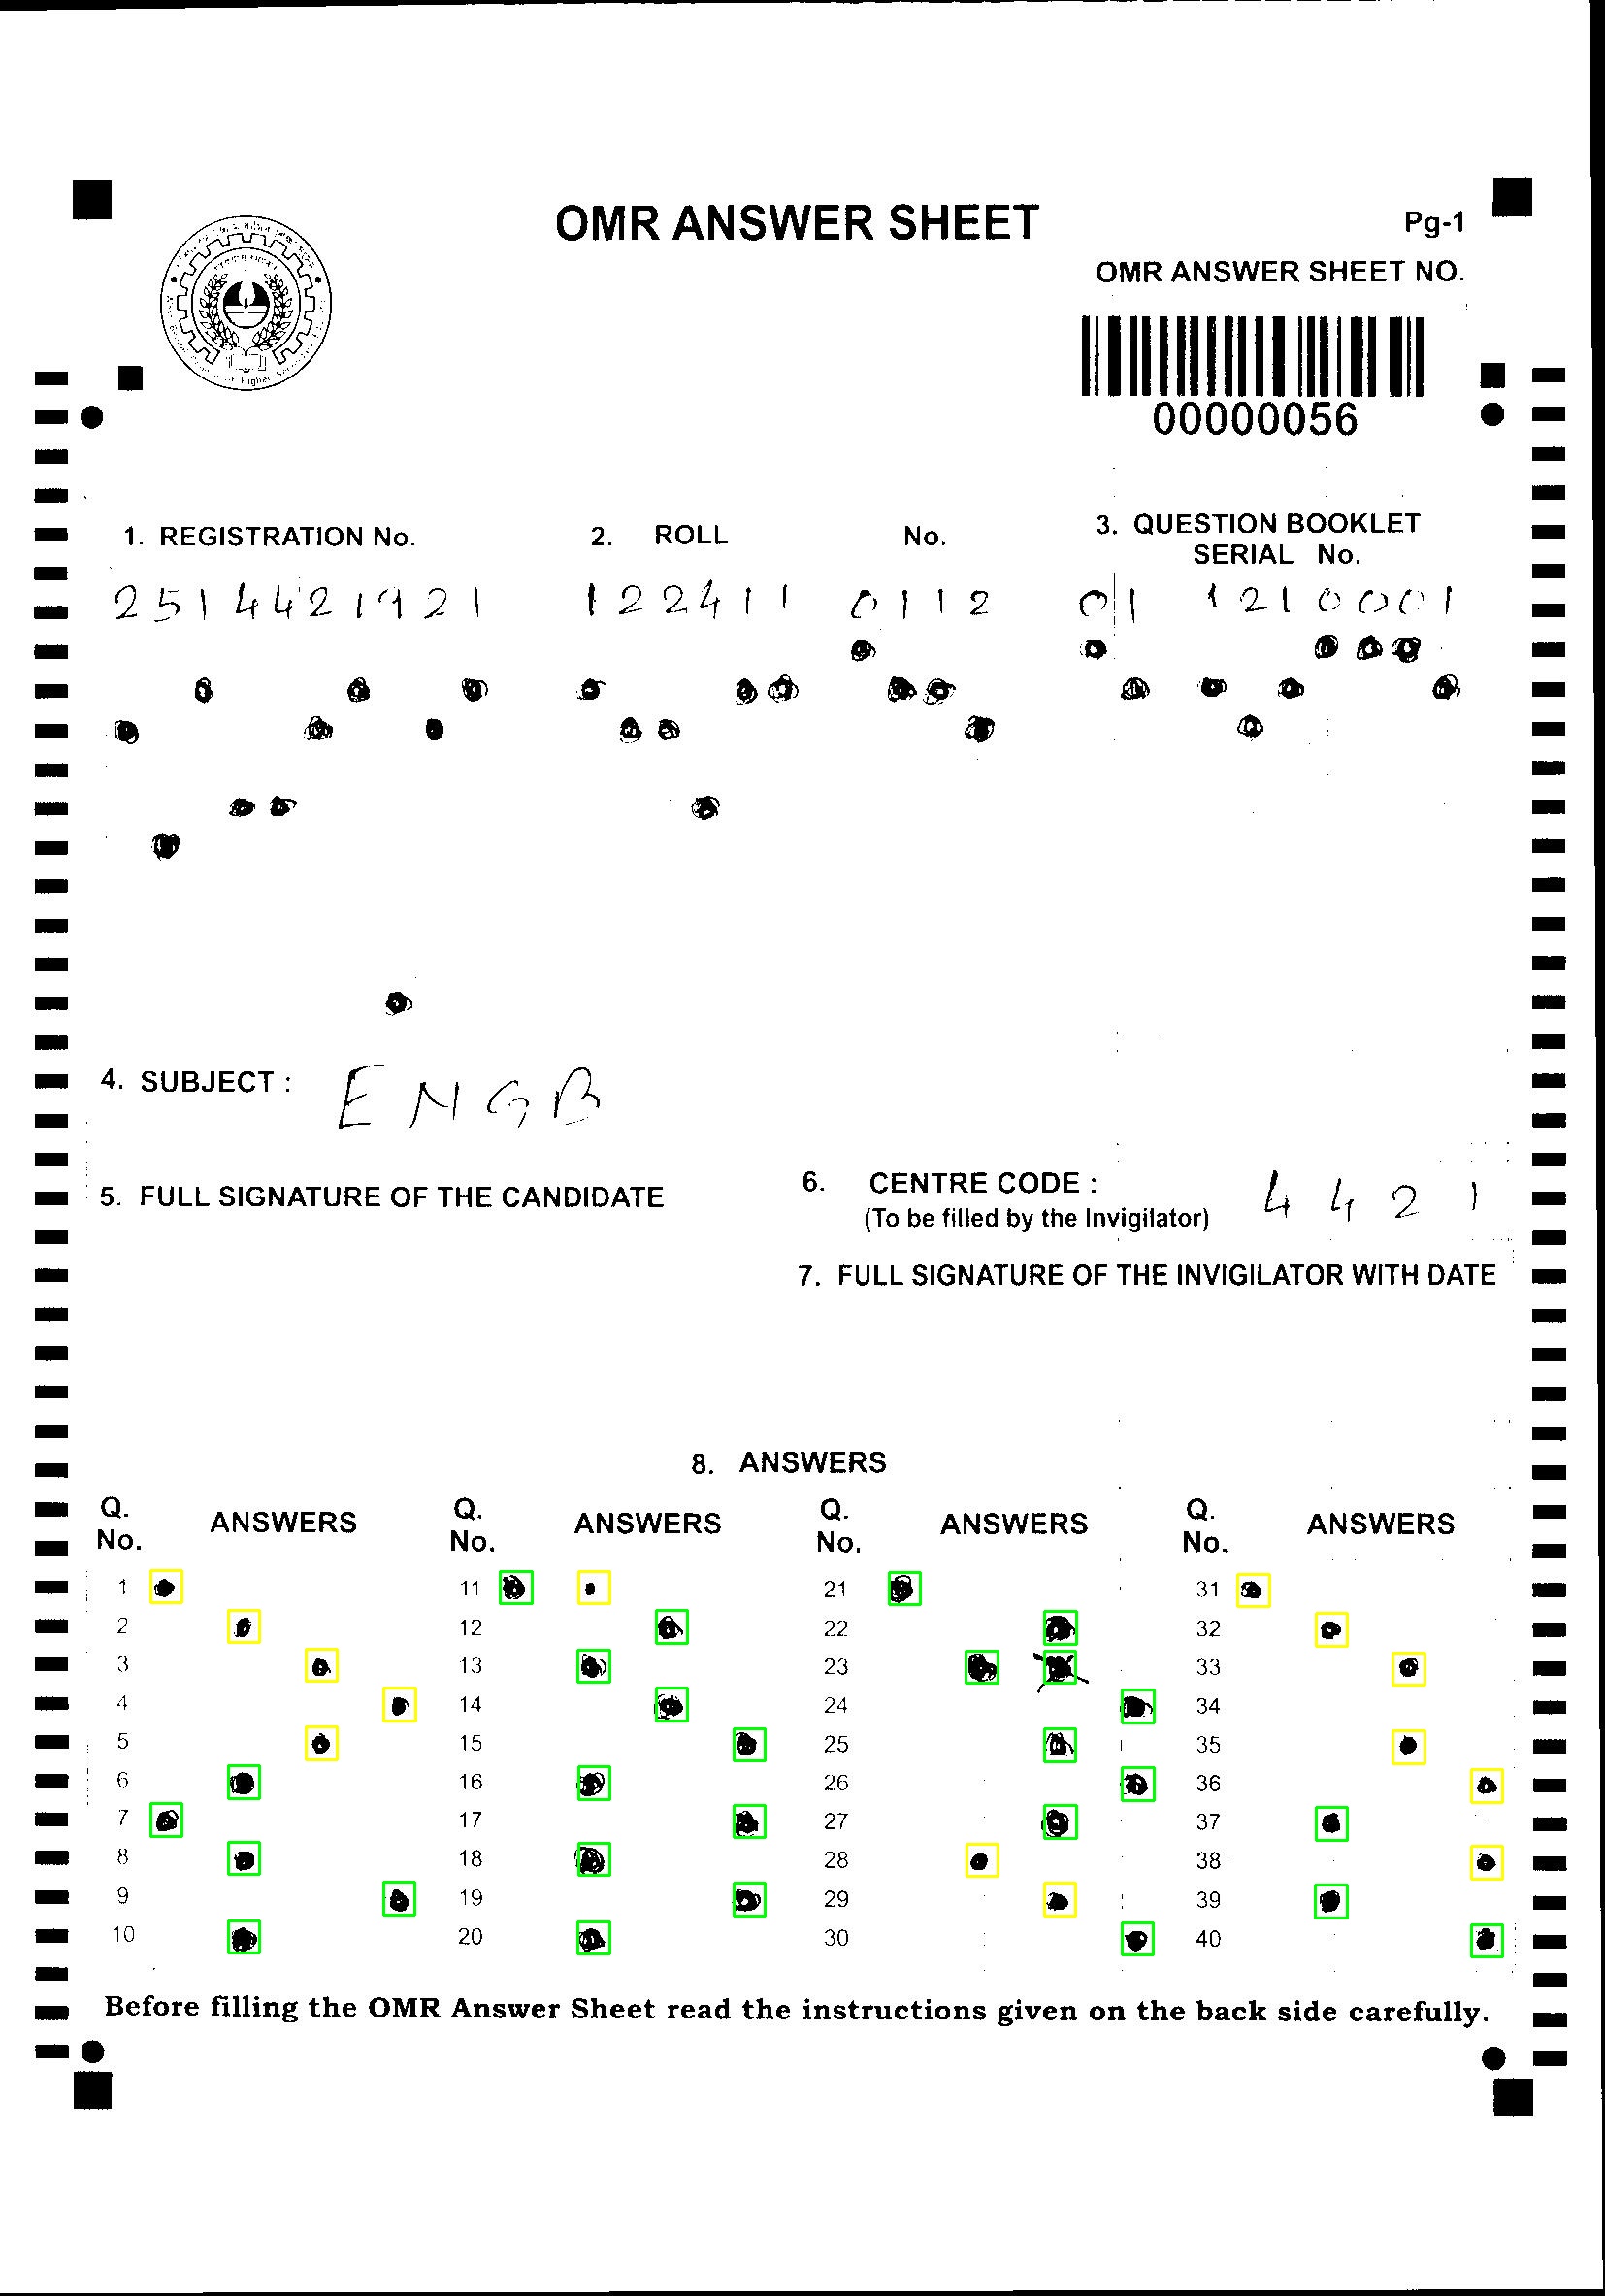 OMR ANSWER SHEET
Pg-1
OMR ANSWER SHEET NO.
00000056
1. REGISTRATION No.
2. ROLL No.
3. QUESTION BOOKLET
SERIAL No.
2514421921
122411 0112
01 1210001
4. SUBJECT : ENGB
5. FULL SIGNATURE OF THE CANDIDATE
6. CENTRE CODE : 4421
(To be filled by the Invigilator)
7. FULL SIGNATURE OF THE INVIGILATOR WITH DATE
8. ANSWERS
Q. No. ANSWERS Q. No. ANSWERS Q. No. ANSWERS Q. No. ANSWERS
1 11 21 31
2 12 22 32
3 13 23 33
4 14 24 34
5 15 25 35
6 16 26 36
7 17 27 37
8 18 28 38
9 19 29 39
10 20 30 40
Before filling the OMR Answer Sheet read the instructions given on the back side carefully.